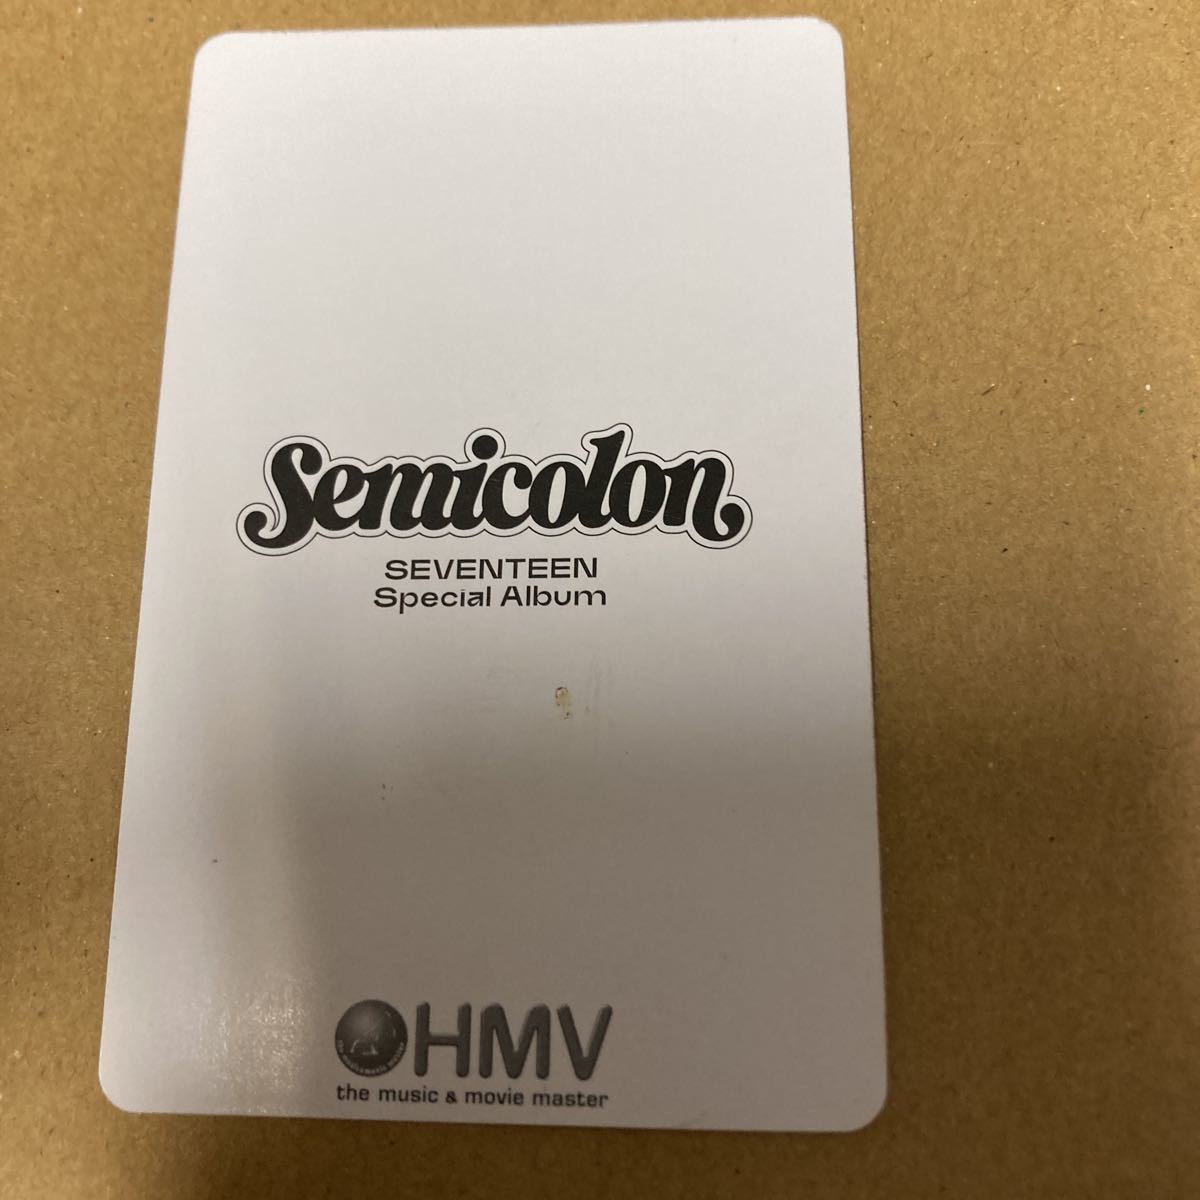 Semicolon
SEVENTEEN
Special Album
HMV
the music & movie master